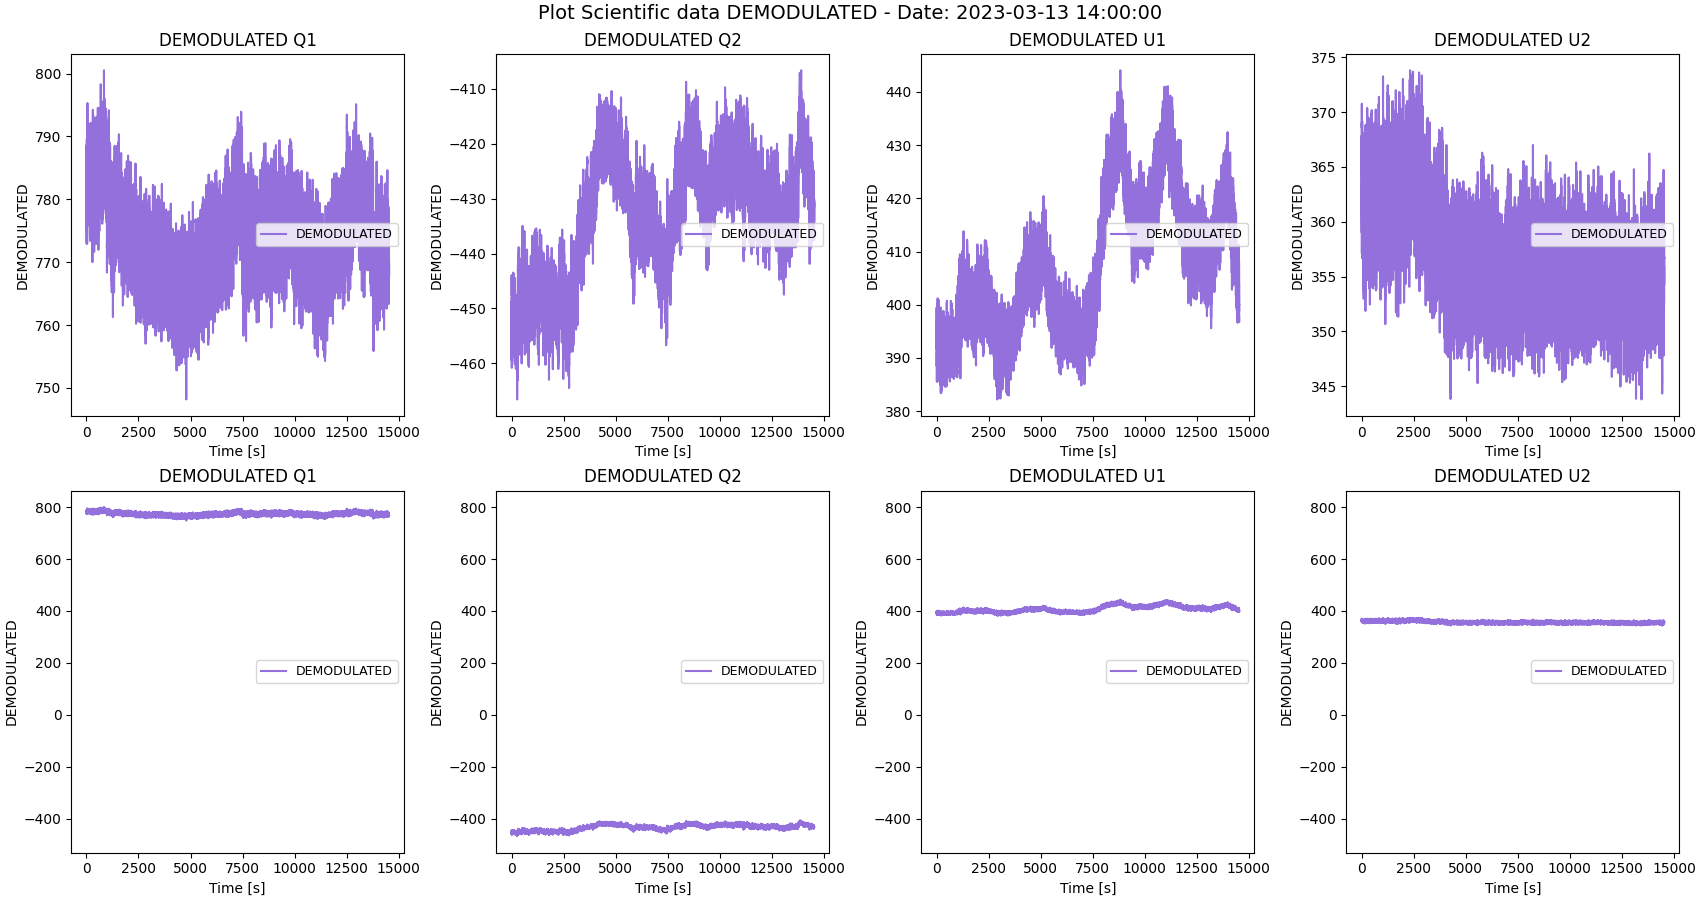 Plot Scientific data DEMODULATED - Date: 2023-03-13 14:00:00
DEMODULATED Q1
DEMODULATED
800
790
780
770
760
750
DEMODULATED
0 2500 5000 7500 10000 12500 15000
Time [s]
DEMODULATED Q2
DEMODULATED
−410
−420
−430
−440
−450
−460
DEMODULATED
0 2500 5000 7500 10000 12500 15000
Time [s]
DEMODULATED U1
DEMODULATED
440
430
420
410
400
390
380
DEMODULATED
0 2500 5000 7500 10000 12500 15000
Time [s]
DEMODULATED U2
DEMODULATED
375
370
365
360
355
350
345
DEMODULATED
0 2500 5000 7500 10000 12500 15000
Time [s]
DEMODULATED Q1
DEMODULATED
800
600
400
200
0
−200
−400
DEMODULATED
0 2500 5000 7500 10000 12500 15000
Time [s]
DEMODULATED Q2
DEMODULATED
800
600
400
200
0
−200
−400
DEMODULATED
0 2500 5000 7500 10000 12500 15000
Time [s]
DEMODULATED U1
DEMODULATED
800
600
400
200
0
−200
−400
DEMODULATED
0 2500 5000 7500 10000 12500 15000
Time [s]
DEMODULATED U2
DEMODULATED
800
600
400
200
0
−200
−400
DEMODULATED
0 2500 5000 7500 10000 12500 15000
Time [s]